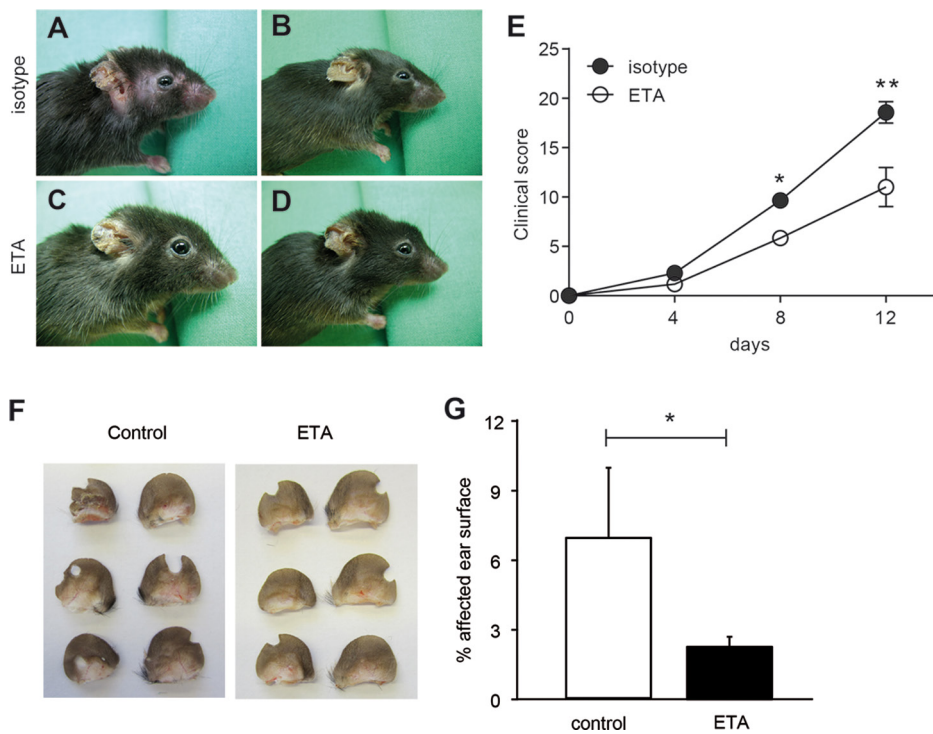 A
B
isotype
C
D
ETA
E
Clinical score
25
20
15
10
5
0
isotype
ETA
*
**
0
4
8
12
days
F
Control
ETA
G
% affected ear surface
12
9
6
3
0
*
control
ETA